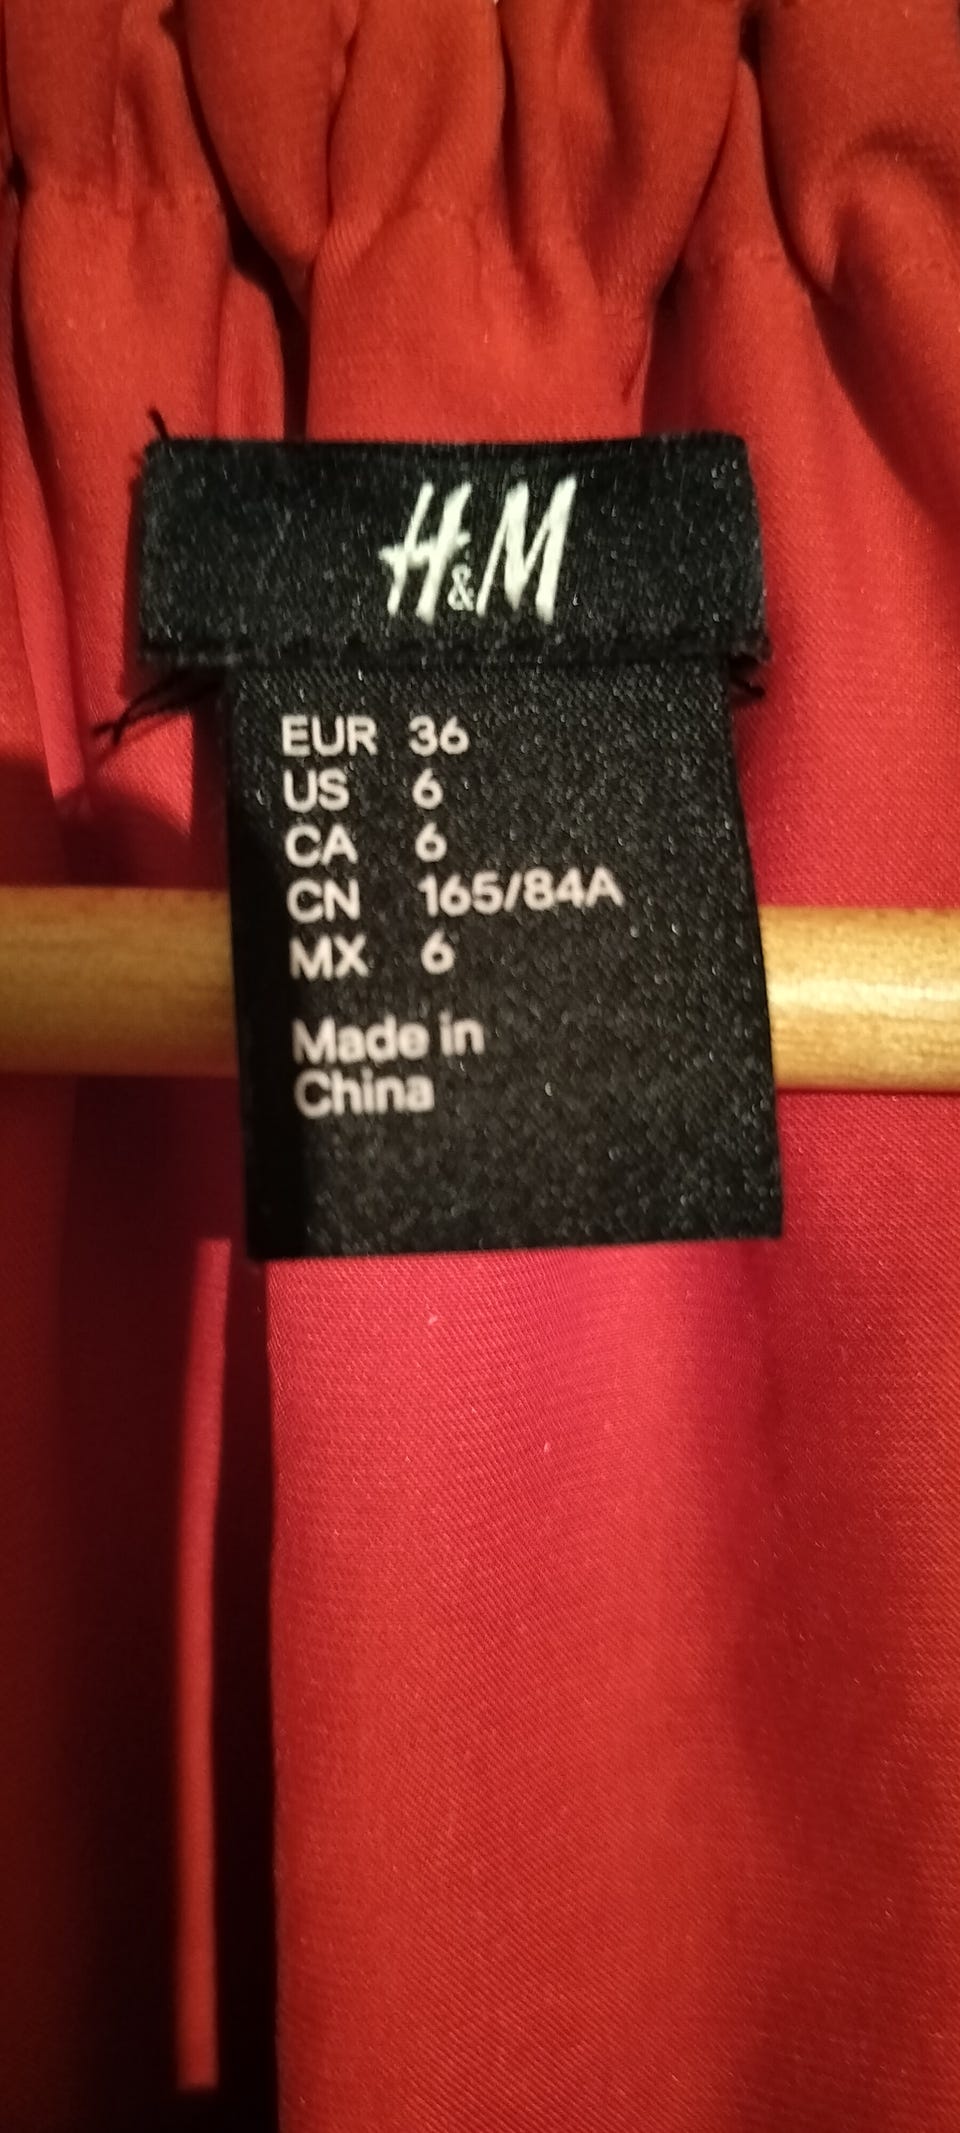 H&M
EUR 36
US 6
CA 6
CN 165/84A
MX 6
Made in
China